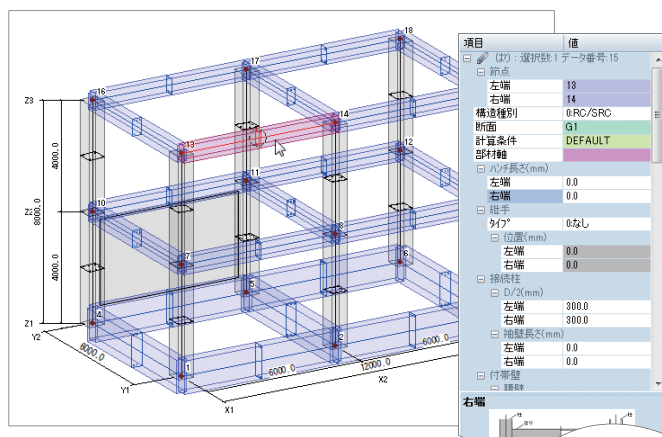 18
17
16
14
13
Z3
4000.0
12
11
10
Z2
8000.0
8
7
6
5
4000.0
4
Z1
Y2
2
1
6000.0
Y1
6000.0
12000.0
6000.0
X2
X1
項目 値
はり : 選択数:1 データ番号:15
節点
左端 13
右端 14
構造種別 0:RC/SRC
断面 G1
計算条件 DEFAULT
部材軸
ハンチ長さ(mm)
左端 0.0
右端 0.0
継手
タイプ 0:なし
位置(mm)
左端 0.0
右端 0.0
接続柱
D/2(mm)
左端 300.0
右端 300.0
袖壁長さ(mm)
左端 0.0
右端 0.0
付帯壁
腰壁
右端
柱
柱